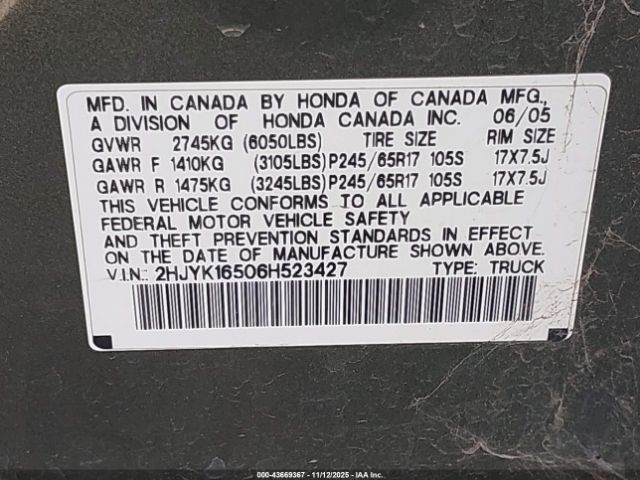 MFD. IN CANADA BY HONDA OF CANADA MFG.,
A DIVISION OF HONDA CANADA INC. 06/05
GVWR 2745KG (6050LBS) TIRE SIZE RIM SIZE
GAWR F 1410KG (3105LBS) P245/65R17 105S 17X7.5J
GAWR R 1475KG (3245LBS) P245/65R17 105S 17X7.5J
THIS VEHICLE CONFORMS TO ALL APPLICABLE
FEDERAL MOTOR VEHICLE SAFETY
AND THEFT PREVENTION STANDARDS IN EFFECT
ON THE DATE OF MANUFACTURE SHOWN ABOVE.
V.I.N.: 2HJYK16506H523427 TYPE: TRUCK
000-43669367 - 11/12/2025 - IAA Inc.